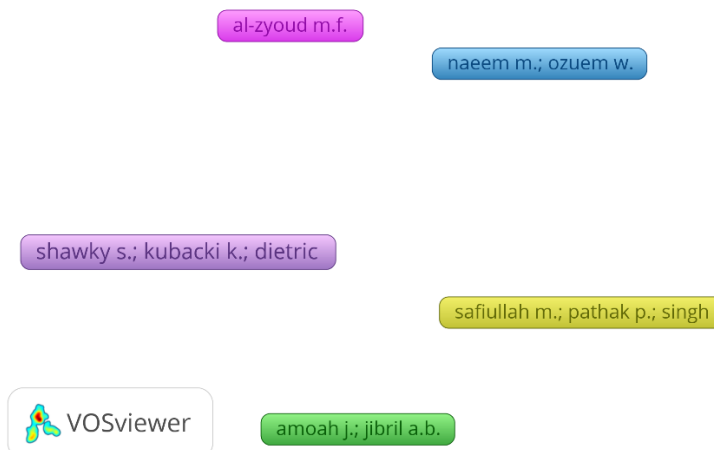 al-zyoud m.f.
naeem m.; ozuem w.
shawky s.; kubacki k.; dietric
safiullah m.; pathak p.; singh
VOSviewer
amoah j.; jibril a.b.